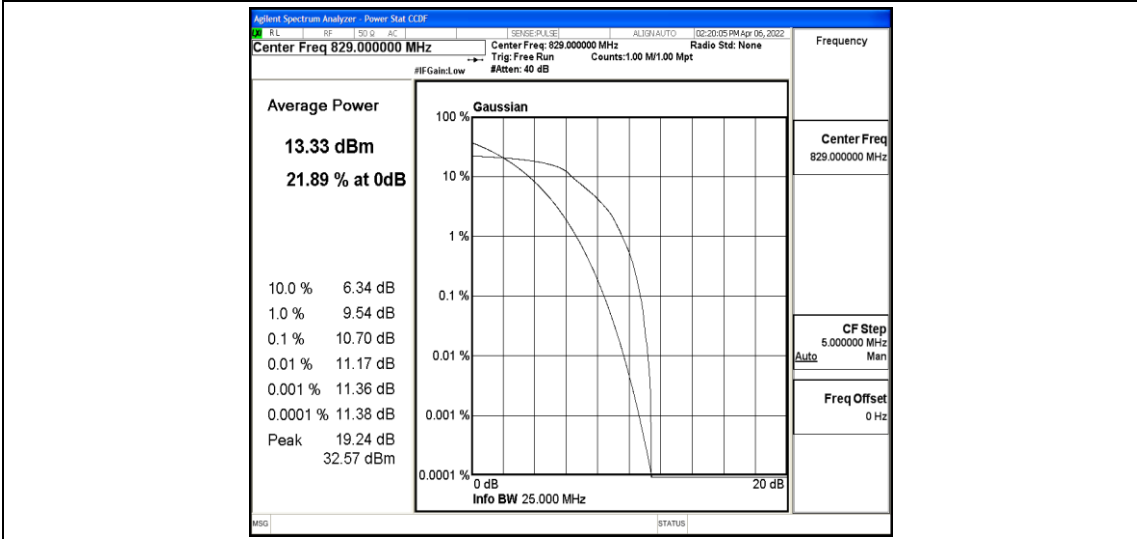 Agilent Spectrum Analyzer - Power Stat CCDF
RL RF 50 Ω AC SENSE:PULSE ALIGN AUTO 02:20:05 PM Apr 06, 2022
Center Freq 829.000000 MHz
Center Freq: 829.000000 MHz Radio Std: None
Trig: Free Run Counts:1.00 M/1.00 Mpt
#IFGain:Low #Atten: 40 dB
Frequency
Average Power
13.33 dBm
21.89 % at 0dB
10.0 % 6.34 dB
1.0 % 9.54 dB
0.1 % 10.70 dB
0.01 % 11.17 dB
0.001 % 11.36 dB
0.0001 % 11.38 dB
Peak 19.24 dB
32.57 dBm
Gaussian
100 %
10 %
1 %
0.1 %
0.01 %
0.001 %
0.0001 %
0 dB 20 dB
Info BW 25.000 MHz
Center Freq
829.000000 MHz
CF Step
5.000000 MHz
Auto Man
Freq Offset
0 Hz
MSG STATUS